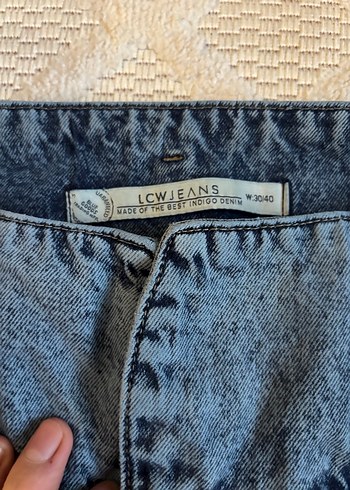 LCWJEANS
MADE OF THE BEST INDIGO DENIM
W:30/40